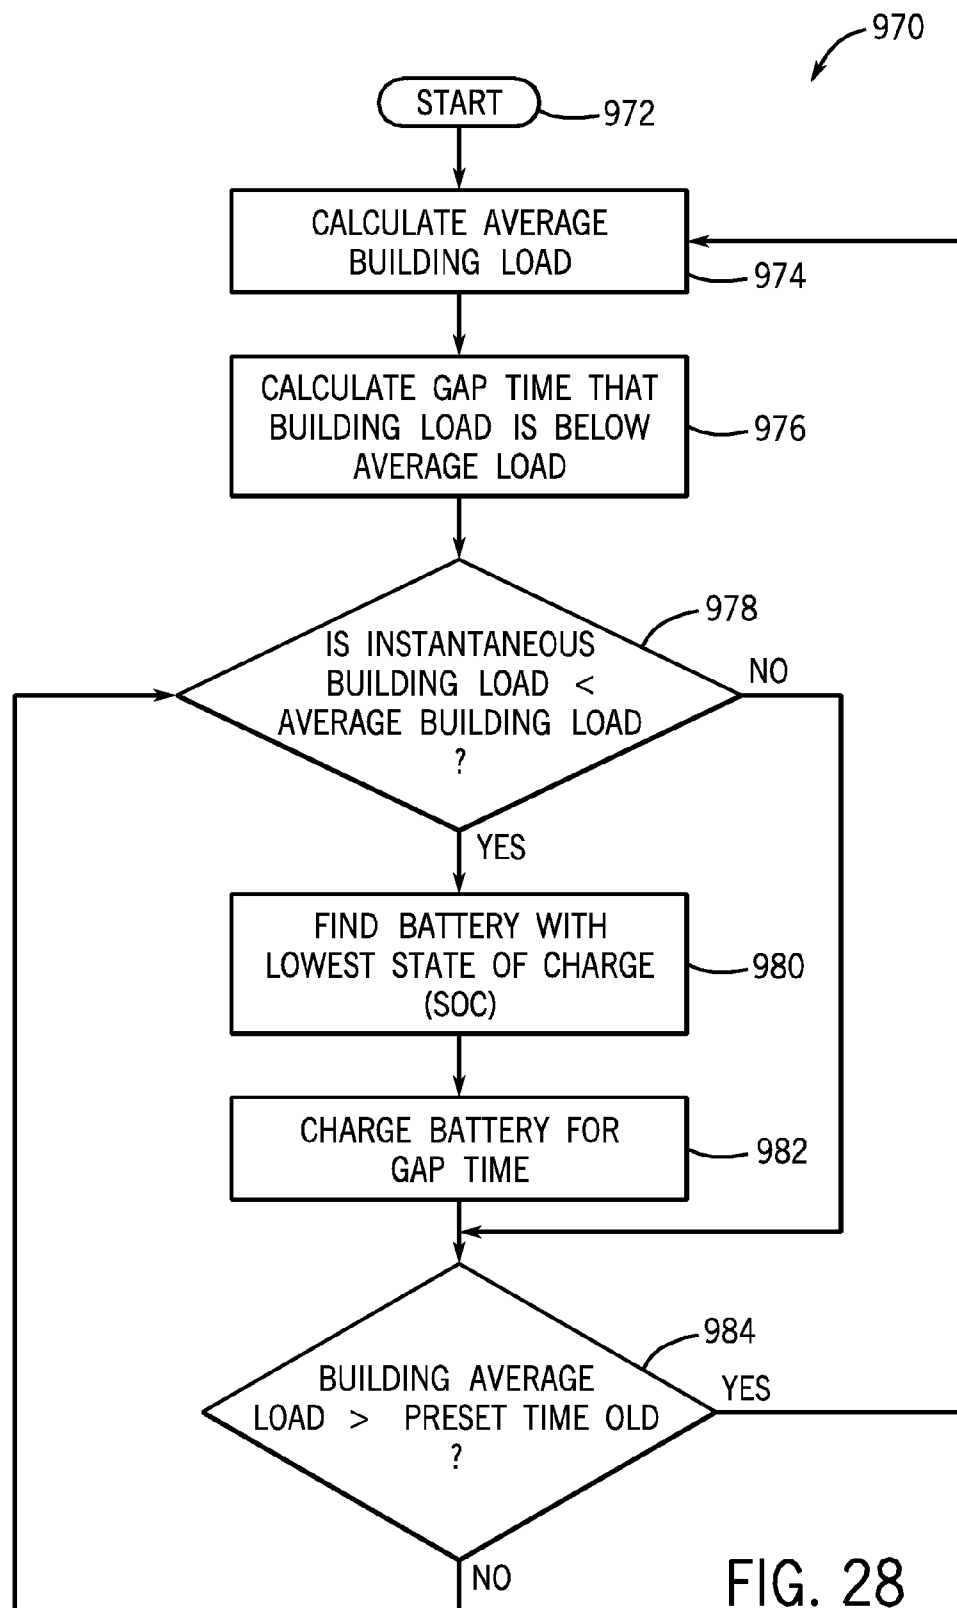 970
START
972
CALCULATE AVERAGE
BUILDING LOAD
974
CALCULATE GAP TIME THAT
BUILDING LOAD IS BELOW
AVERAGE LOAD
976
978
IS INSTANTANEOUS
BUILDING LOAD <
AVERAGE BUILDING LOAD
?
NO
YES
FIND BATTERY WITH
LOWEST STATE OF CHARGE
(SOC)
980
CHARGE BATTERY FOR
GAP TIME
982
984
BUILDING AVERAGE
LOAD > PRESET TIME OLD
?
YES
NO
FIG. 28